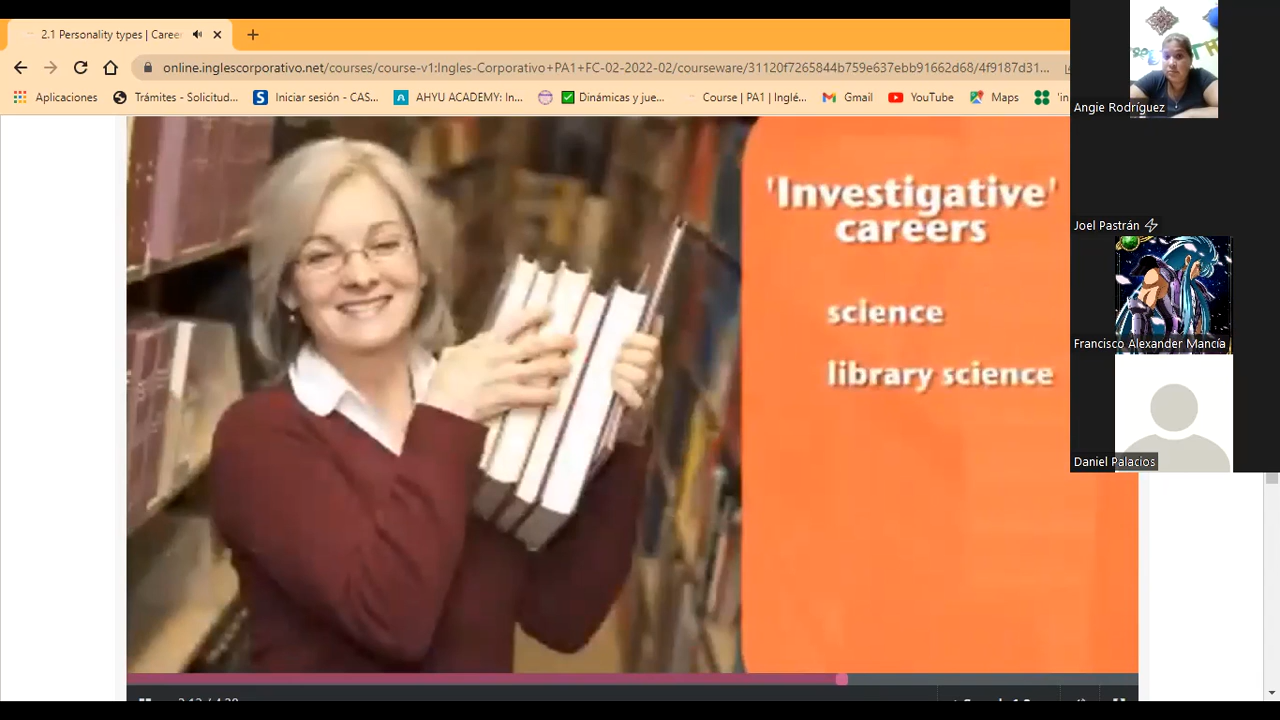 2.1 Personality types | Caree
online.inglescorporativo.net/courses/course-v1:Ingles-Corporativo+PA1+FC-02-2022-02/courseware/31120f7265844b759e637ebb91662d68/4f9187d31...
Aplicaciones
Trámites - Solicitud...
Iniciar sesión - CAS...
AHYU ACADEMY: In...
Dinámicas y jue...
Course | PA1 | Inglé...
Gmail
YouTube
Maps
'in
'Investigative'
careers
science
library science
Angie Rodríguez
Joel Pastrán
Francisco Alexander Mancía
Daniel Palacios